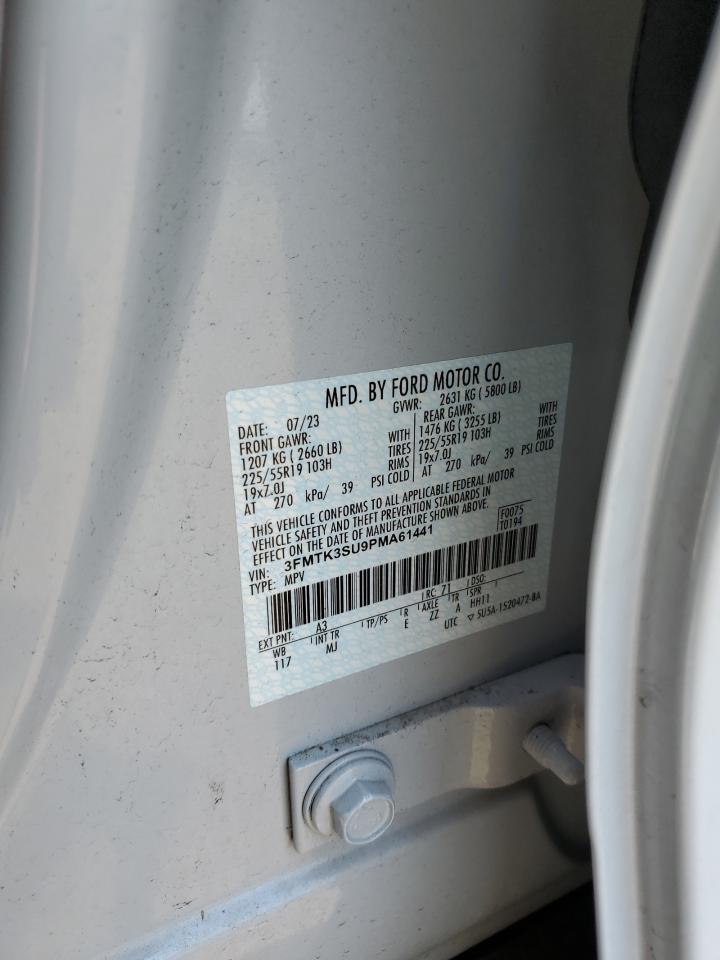 MFD. BY FORD MOTOR CO.
DATE: 07/23 GVWR: 2631 KG ( 5800 LB)
FRONT GAWR: REAR GAWR:
1207 KG ( 2660 LB) WITH 1476 KG ( 3255 LB) WITH
225/55R19 103H TIRES 225/55R19 103H TIRES
19x7.0J RIMS 19x7.0J RIMS
AT 270 kPa/ 39 PSI COLD AT 270 kPa/ 39 PSI COLD
THIS VEHICLE CONFORMS TO ALL APPLICABLE FEDERAL MOTOR
VEHICLE SAFETY AND THEFT PREVENTION STANDARDS IN
EFFECT ON THE DATE OF MANUFACTURE SHOWN ABOVE.
VIN: 3FMTK3SU9PMA61441 F0075
TYPE: MPV T0194
EXT PNT: A3 RC: 71 DSO:
WB INT TR TP/PS R AXLE TR SPR
117 MJ E ZZ A HH11
UTC ▽ 5U5A-1520472-BA